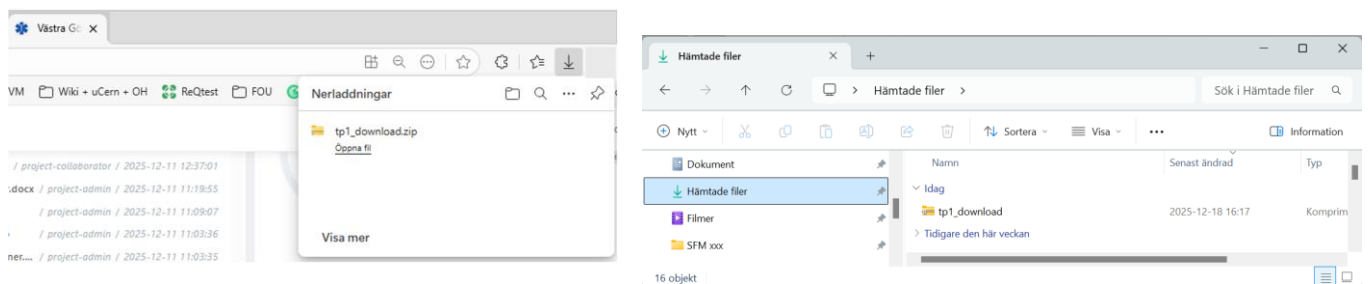 Västra Gö
VM Wiki + uCern + OH ReQtest FOU
Nerladdningar
tp1_download.zip
Öppna fil
/ project-collaborator / 2025-12-11 12:37:01
.docx / project-admin / 2025-12-11 11:19:55
/ project-admin / 2025-12-11 11:09:07
/ project-admin / 2025-12-11 11:03:36
ner.... / project-admin / 2025-12-11 11:03:35
Visa mer
Hämtade filer
Hämtade filer
Sök i Hämtade filer
Nytt Sortera Visa Information
Dokument
Hämtade filer
Filmer
SFM xxx
Namn Senast ändrad Typ
Idag
tp1_download 2025-12-18 16:17 Komprim
Tidigare den här veckan
16 objekt